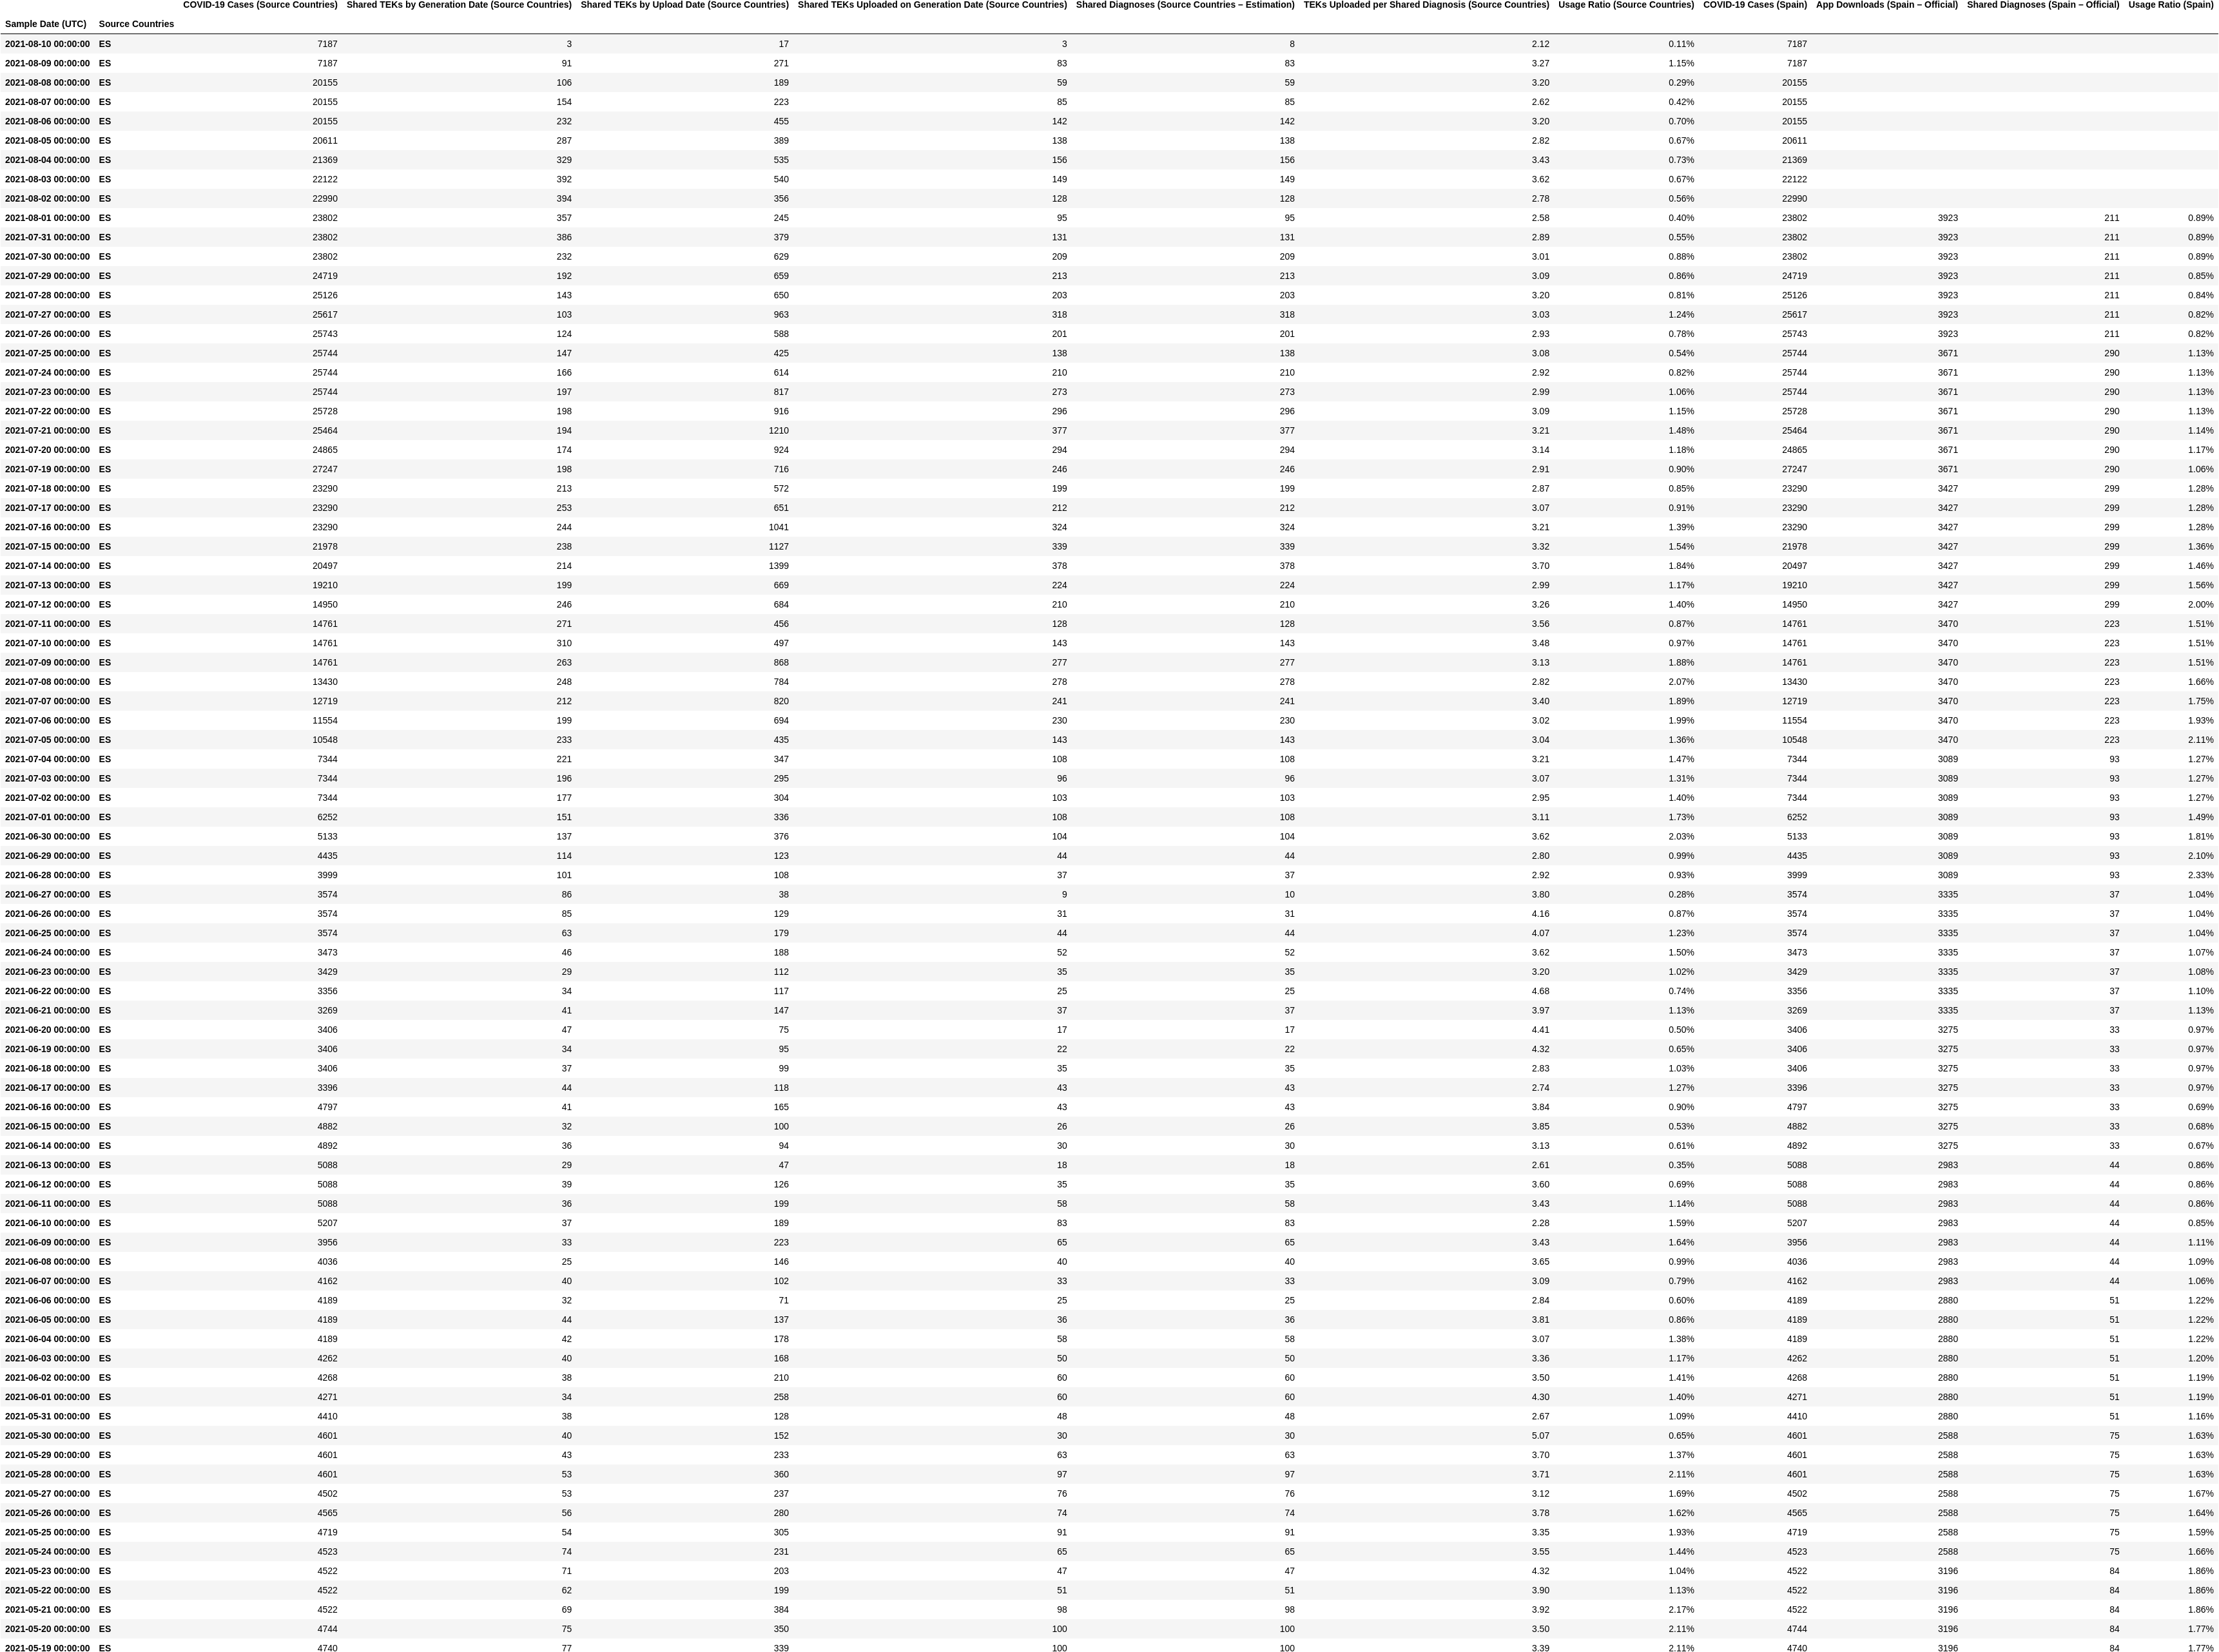 COVID-19 Cases (Source Countries) Shared TEKs by Generation Date (Source Countries) Shared TEKs by Upload Date (Source Countries) Shared TEKs Uploaded on Generation Date (Source Countries) Shared Diagnoses (Source Countries – Estimation) TEKs Uploaded per Shared Diagnosis (Source Countries) Usage Ratio (Source Countries) COVID-19 Cases (Spain) App Downloads (Spain – Official) Shared Diagnoses (Spain – Official) Usage Ratio (Spain)
Sample Date (UTC) Source Countries
2021-08-10 00:00:00 ES 7187 3 17 3 8 2.12 0.11% 7187
2021-08-09 00:00:00 ES 7187 91 271 83 83 3.27 1.15% 7187
2021-08-08 00:00:00 ES 20155 106 189 59 59 3.20 0.29% 20155
2021-08-07 00:00:00 ES 20155 154 223 85 85 2.62 0.42% 20155
2021-08-06 00:00:00 ES 20155 232 455 142 142 3.20 0.70% 20155
2021-08-05 00:00:00 ES 20611 287 389 138 138 2.82 0.67% 20611
2021-08-04 00:00:00 ES 21369 329 535 156 156 3.43 0.73% 21369
2021-08-03 00:00:00 ES 22122 392 540 149 149 3.62 0.67% 22122
2021-08-02 00:00:00 ES 22990 394 356 128 128 2.78 0.56% 22990
2021-08-01 00:00:00 ES 23802 357 245 95 95 2.58 0.40% 23802 3923 211 0.89%
2021-07-31 00:00:00 ES 23802 386 379 131 131 2.89 0.55% 23802 3923 211 0.89%
2021-07-30 00:00:00 ES 23802 232 629 209 209 3.01 0.88% 23802 3923 211 0.89%
2021-07-29 00:00:00 ES 24719 192 659 213 213 3.09 0.86% 24719 3923 211 0.85%
2021-07-28 00:00:00 ES 25126 143 650 203 203 3.20 0.81% 25126 3923 211 0.84%
2021-07-27 00:00:00 ES 25617 103 963 318 318 3.03 1.24% 25617 3923 211 0.82%
2021-07-26 00:00:00 ES 25743 124 588 201 201 2.93 0.78% 25743 3923 211 0.82%
2021-07-25 00:00:00 ES 25744 147 425 138 138 3.08 0.54% 25744 3671 290 1.13%
2021-07-24 00:00:00 ES 25744 166 614 210 210 2.92 0.82% 25744 3671 290 1.13%
2021-07-23 00:00:00 ES 25744 197 817 273 273 2.99 1.06% 25744 3671 290 1.13%
2021-07-22 00:00:00 ES 25728 198 916 296 296 3.09 1.15% 25728 3671 290 1.13%
2021-07-21 00:00:00 ES 25464 194 1210 377 377 3.21 1.48% 25464 3671 290 1.14%
2021-07-20 00:00:00 ES 24865 174 924 294 294 3.14 1.18% 24865 3671 290 1.17%
2021-07-19 00:00:00 ES 27247 198 716 246 246 2.91 0.90% 27247 3671 290 1.06%
2021-07-18 00:00:00 ES 23290 213 572 199 199 2.87 0.85% 23290 3427 299 1.28%
2021-07-17 00:00:00 ES 23290 253 651 212 212 3.07 0.91% 23290 3427 299 1.28%
2021-07-16 00:00:00 ES 23290 244 1041 324 324 3.21 1.39% 23290 3427 299 1.28%
2021-07-15 00:00:00 ES 21978 238 1127 339 339 3.32 1.54% 21978 3427 299 1.36%
2021-07-14 00:00:00 ES 20497 214 1399 378 378 3.70 1.84% 20497 3427 299 1.46%
2021-07-13 00:00:00 ES 19210 199 669 224 224 2.99 1.17% 19210 3427 299 1.56%
2021-07-12 00:00:00 ES 14950 246 684 210 210 3.26 1.40% 14950 3427 299 2.00%
2021-07-11 00:00:00 ES 14761 271 456 128 128 3.56 0.87% 14761 3470 223 1.51%
2021-07-10 00:00:00 ES 14761 310 497 143 143 3.48 0.97% 14761 3470 223 1.51%
2021-07-09 00:00:00 ES 14761 263 868 277 277 3.13 1.88% 14761 3470 223 1.51%
2021-07-08 00:00:00 ES 13430 248 784 278 278 2.82 2.07% 13430 3470 223 1.66%
2021-07-07 00:00:00 ES 12719 212 820 241 241 3.40 1.89% 12719 3470 223 1.75%
2021-07-06 00:00:00 ES 11554 199 694 230 230 3.02 1.99% 11554 3470 223 1.93%
2021-07-05 00:00:00 ES 10548 233 435 143 143 3.04 1.36% 10548 3470 223 2.11%
2021-07-04 00:00:00 ES 7344 221 347 108 108 3.21 1.47% 7344 3089 93 1.27%
2021-07-03 00:00:00 ES 7344 196 295 96 96 3.07 1.31% 7344 3089 93 1.27%
2021-07-02 00:00:00 ES 7344 177 304 103 103 2.95 1.40% 7344 3089 93 1.27%
2021-07-01 00:00:00 ES 6252 151 336 108 108 3.11 1.73% 6252 3089 93 1.49%
2021-06-30 00:00:00 ES 5133 137 376 104 104 3.62 2.03% 5133 3089 93 1.81%
2021-06-29 00:00:00 ES 4435 114 123 44 44 2.80 0.99% 4435 3089 93 2.10%
2021-06-28 00:00:00 ES 3999 101 108 37 37 2.92 0.93% 3999 3089 93 2.33%
2021-06-27 00:00:00 ES 3574 86 38 9 10 3.80 0.28% 3574 3335 37 1.04%
2021-06-26 00:00:00 ES 3574 85 129 31 31 4.16 0.87% 3574 3335 37 1.04%
2021-06-25 00:00:00 ES 3574 63 179 44 44 4.07 1.23% 3574 3335 37 1.04%
2021-06-24 00:00:00 ES 3473 46 188 52 52 3.62 1.50% 3473 3335 37 1.07%
2021-06-23 00:00:00 ES 3429 29 112 35 35 3.20 1.02% 3429 3335 37 1.08%
2021-06-22 00:00:00 ES 3356 34 117 25 25 4.68 0.74% 3356 3335 37 1.10%
2021-06-21 00:00:00 ES 3269 41 147 37 37 3.97 1.13% 3269 3335 37 1.13%
2021-06-20 00:00:00 ES 3406 47 75 17 17 4.41 0.50% 3406 3275 33 0.97%
2021-06-19 00:00:00 ES 3406 34 95 22 22 4.32 0.65% 3406 3275 33 0.97%
2021-06-18 00:00:00 ES 3406 37 99 35 35 2.83 1.03% 3406 3275 33 0.97%
2021-06-17 00:00:00 ES 3396 44 118 43 43 2.74 1.27% 3396 3275 33 0.97%
2021-06-16 00:00:00 ES 4797 41 165 43 43 3.84 0.90% 4797 3275 33 0.69%
2021-06-15 00:00:00 ES 4882 32 100 26 26 3.85 0.53% 4882 3275 33 0.68%
2021-06-14 00:00:00 ES 4892 36 94 30 30 3.13 0.61% 4892 3275 33 0.67%
2021-06-13 00:00:00 ES 5088 29 47 18 18 2.61 0.35% 5088 2983 44 0.86%
2021-06-12 00:00:00 ES 5088 39 126 35 35 3.60 0.69% 5088 2983 44 0.86%
2021-06-11 00:00:00 ES 5088 36 199 58 58 3.43 1.14% 5088 2983 44 0.86%
2021-06-10 00:00:00 ES 5207 37 189 83 83 2.28 1.59% 5207 2983 44 0.85%
2021-06-09 00:00:00 ES 3956 33 223 65 65 3.43 1.64% 3956 2983 44 1.11%
2021-06-08 00:00:00 ES 4036 25 146 40 40 3.65 0.99% 4036 2983 44 1.09%
2021-06-07 00:00:00 ES 4162 40 102 33 33 3.09 0.79% 4162 2983 44 1.06%
2021-06-06 00:00:00 ES 4189 32 71 25 25 2.84 0.60% 4189 2880 51 1.22%
2021-06-05 00:00:00 ES 4189 44 137 36 36 3.81 0.86% 4189 2880 51 1.22%
2021-06-04 00:00:00 ES 4189 42 178 58 58 3.07 1.38% 4189 2880 51 1.22%
2021-06-03 00:00:00 ES 4262 40 168 50 50 3.36 1.17% 4262 2880 51 1.20%
2021-06-02 00:00:00 ES 4268 38 210 60 60 3.50 1.41% 4268 2880 51 1.19%
2021-06-01 00:00:00 ES 4271 34 258 60 60 4.30 1.40% 4271 2880 51 1.19%
2021-05-31 00:00:00 ES 4410 38 128 48 48 2.67 1.09% 4410 2880 51 1.16%
2021-05-30 00:00:00 ES 4601 40 152 30 30 5.07 0.65% 4601 2588 75 1.63%
2021-05-29 00:00:00 ES 4601 43 233 63 63 3.70 1.37% 4601 2588 75 1.63%
2021-05-28 00:00:00 ES 4601 53 360 97 97 3.71 2.11% 4601 2588 75 1.63%
2021-05-27 00:00:00 ES 4502 53 237 76 76 3.12 1.69% 4502 2588 75 1.67%
2021-05-26 00:00:00 ES 4565 56 280 74 74 3.78 1.62% 4565 2588 75 1.64%
2021-05-25 00:00:00 ES 4719 54 305 91 91 3.35 1.93% 4719 2588 75 1.59%
2021-05-24 00:00:00 ES 4523 74 231 65 65 3.55 1.44% 4523 2588 75 1.66%
2021-05-23 00:00:00 ES 4522 71 203 47 47 4.32 1.04% 4522 3196 84 1.86%
2021-05-22 00:00:00 ES 4522 62 199 51 51 3.90 1.13% 4522 3196 84 1.86%
2021-05-21 00:00:00 ES 4522 69 384 98 98 3.92 2.17% 4522 3196 84 1.86%
2021-05-20 00:00:00 ES 4744 75 350 100 100 3.50 2.11% 4744 3196 84 1.77%
2021-05-19 00:00:00 ES 4740 77 339 100 100 3.39 2.11% 4740 3196 84 1.77%